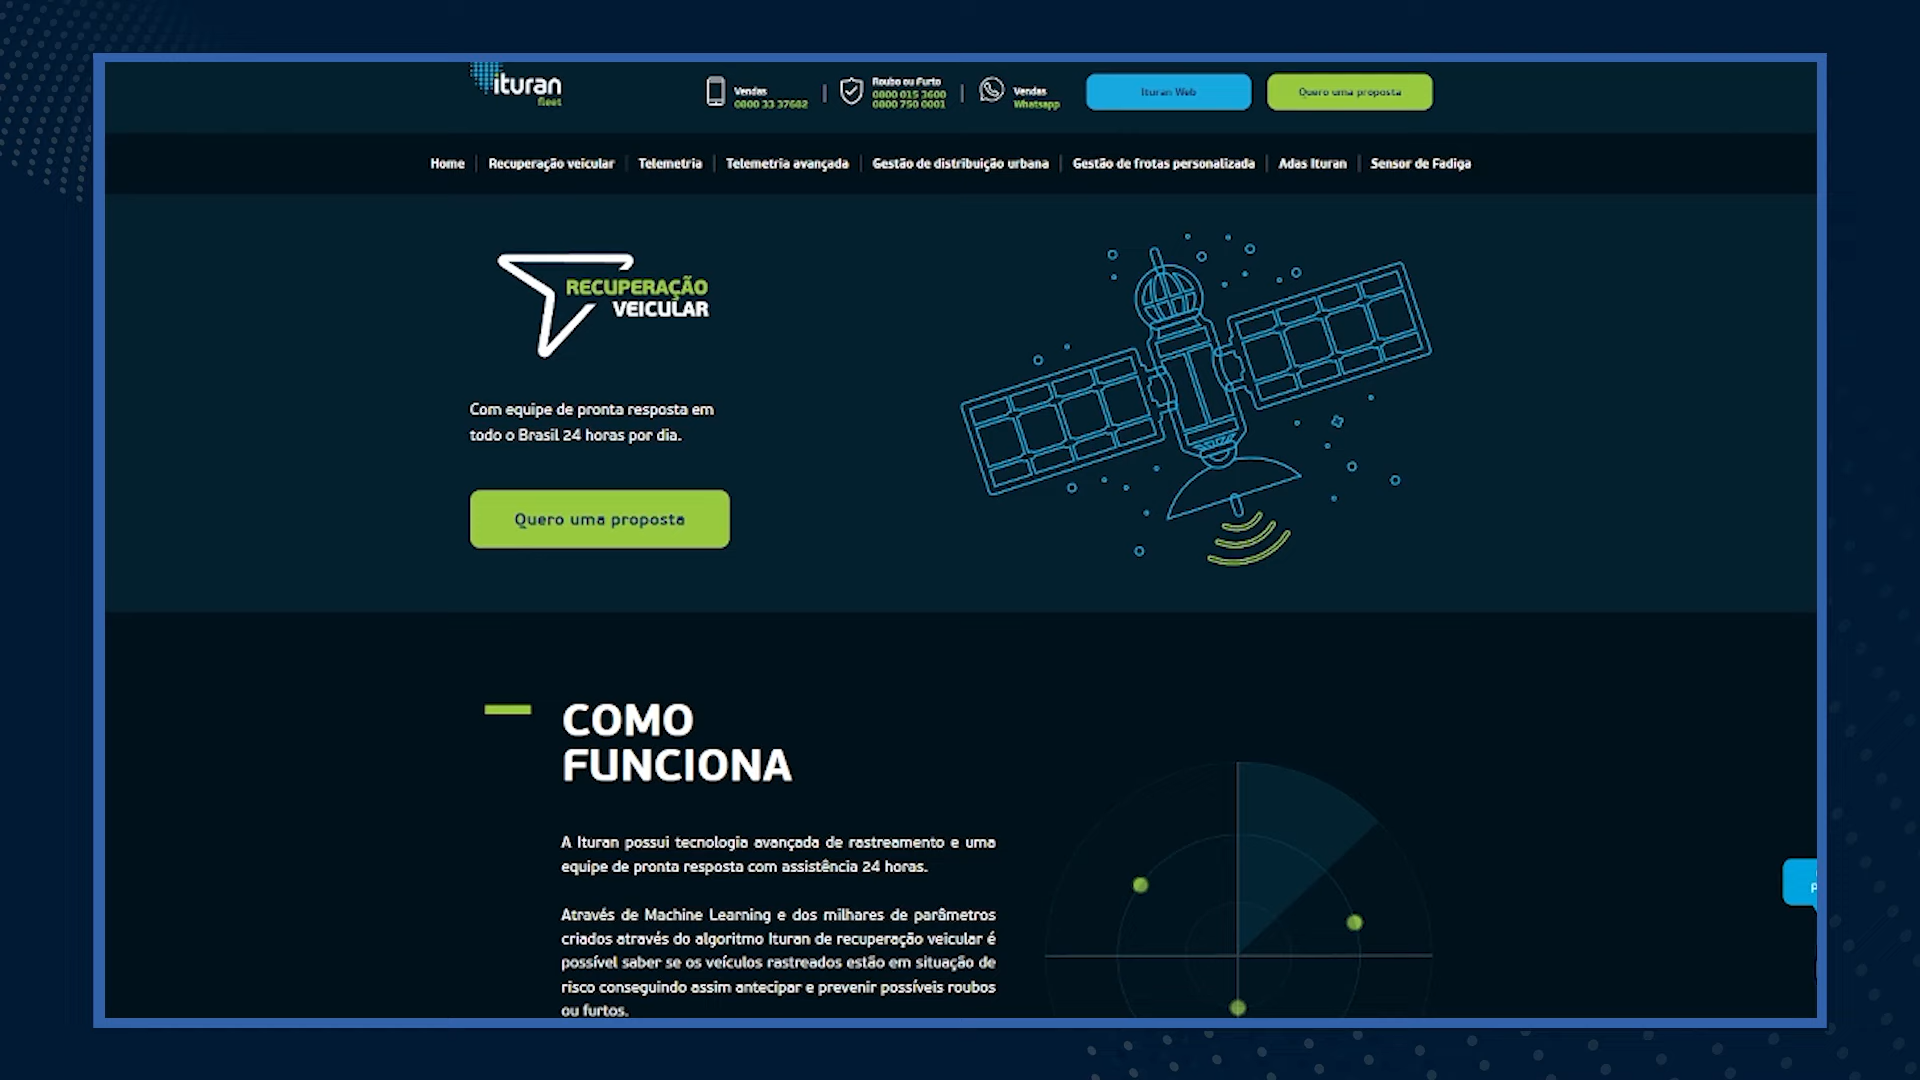 ituran
fleet
Vendas
0800 33 37682
Roubo ou Furto
0800 015 3600
0800 750 0001
Vendas
Whatsapp
Ituran Web
Quero uma proposta
Home
Recuperação veicular
Telemetria
Telemetria avançada
Gestão de distribuição urbana
Gestão de frotas personalizada
Adas Ituran
Sensor de Fadiga
RECUPERAÇÃO
VEICULAR
Com equipe de pronta resposta em
todo o Brasil 24 horas por dia.
Quero uma proposta
COMO
FUNCIONA
A Ituran possui tecnologia avançada de rastreamento e uma
equipe de pronta resposta com assistência 24 horas.
Através de Machine Learning e dos milhares de parâmetros
criados através do algoritmo Ituran de recuperação veicular é
possível saber se os veículos rastreados estão em situação de
risco conseguindo assim antecipar e prevenir possíveis roubos
ou furtos.